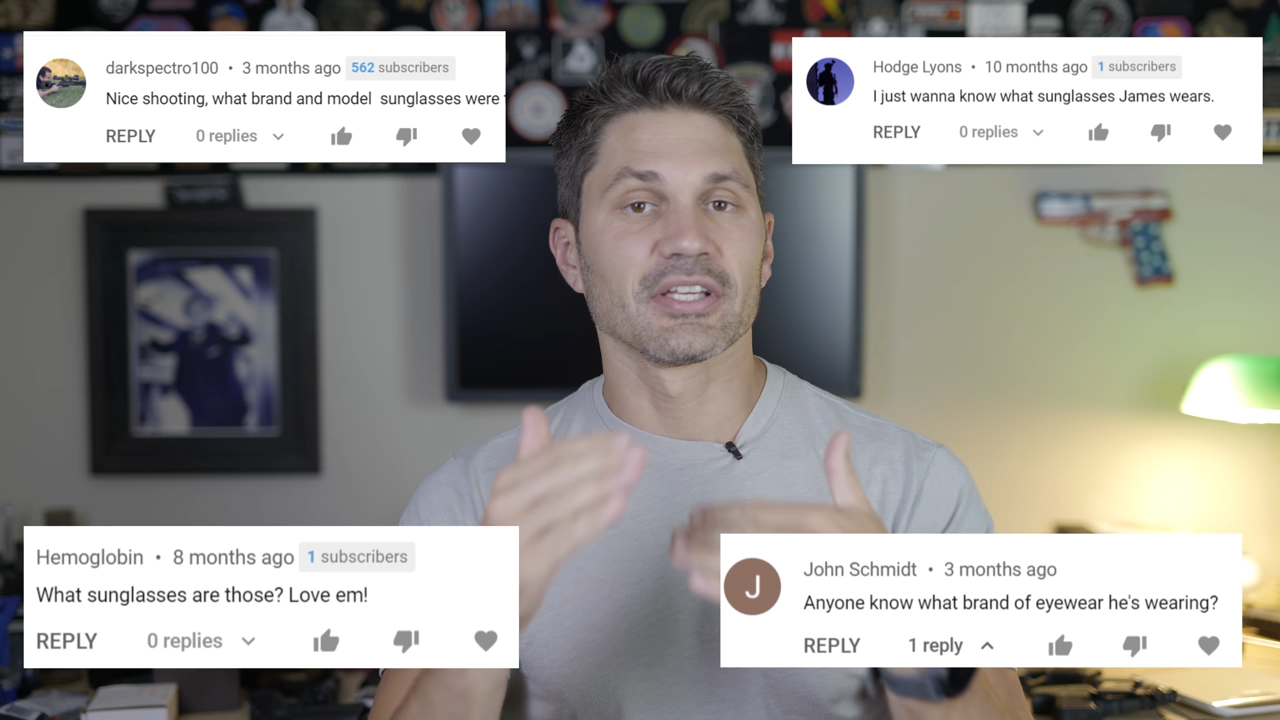 darkspectro100 • 3 months ago 562 subscribers
Nice shooting, what brand and model sunglasses were
REPLY 0 replies
Hodge Lyons • 10 months ago 1 subscribers
I just wanna know what sunglasses James wears.
REPLY 0 replies
Hemoglobin • 8 months ago 1 subscribers
What sunglasses are those? Love em!
REPLY 0 replies
J
John Schmidt • 3 months ago
Anyone know what brand of eyewear he's wearing?
REPLY 1 reply